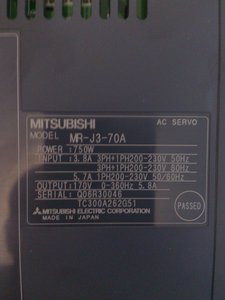 MITSUBISHI AC SERVO
MODEL MR-J3-70A
POWER :750W
INPUT :3.8A 3PH+1PH200-230V 50Hz
3PH+1PH200-230V 60Hz
5.7A 1PH200-230V 50/60Hz
OUTPUT:170V 0-360Hz 5.8A
SERIAL: Q08R30046
TC300A262G51
MITSUBISHI ELECTRIC CORPORATION
MADE IN JAPAN
PASSED